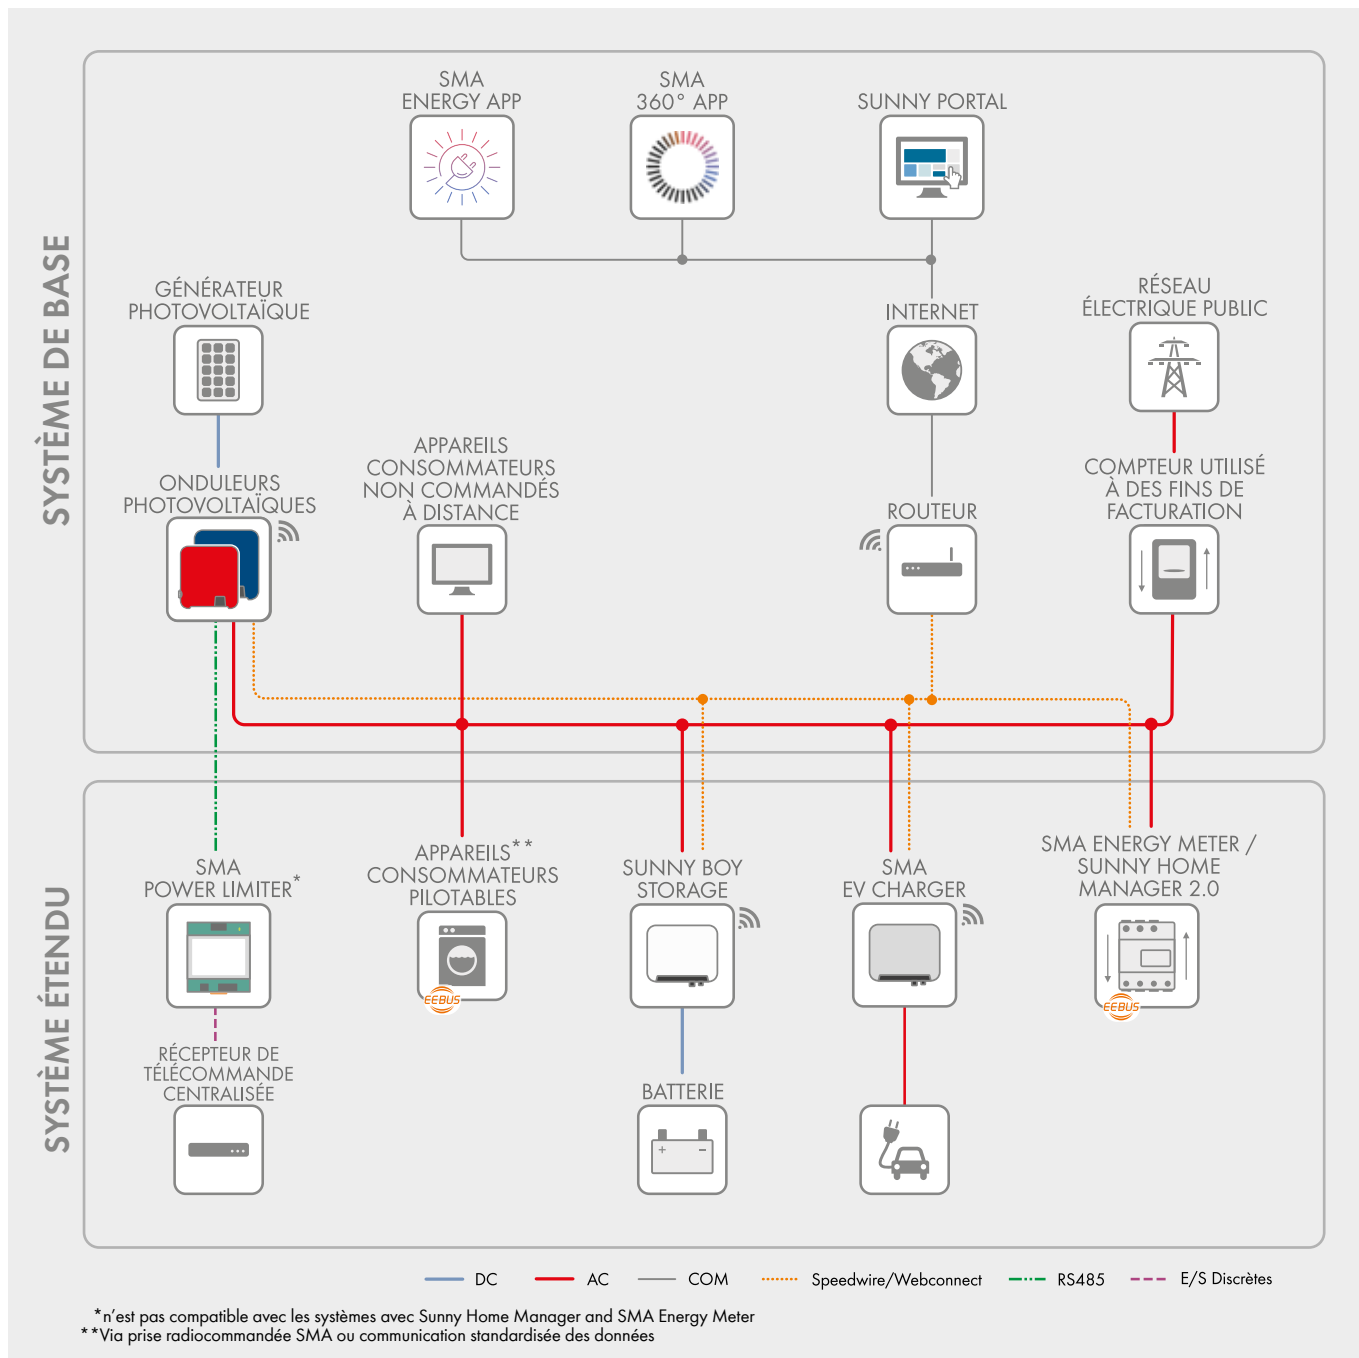 SYSTÈME DE BASE
SMA
ENERGY APP
SMA
360° APP
SUNNY PORTAL
GÉNÉRATEUR
PHOTOVOLTAÏQUE
INTERNET
RÉSEAU
ÉLECTRIQUE PUBLIC
ONDULEURS
PHOTOVOLTAÏQUES
APPAREILS
CONSOMMATEURS
NON COMMANDÉS
À DISTANCE
ROUTEUR
COMPTEUR UTILISÉ
À DES FINS DE
FACTURATION
SYSTÈME ÉTENDU
SMA
POWER LIMITER*
APPAREILS**
CONSOMMATEURS
PILOTABLES
EEBUS
SUNNY BOY
STORAGE
SMA
EV CHARGER
SMA ENERGY METER /
SUNNY HOME
MANAGER 2.0
EEBUS
RÉCEPTEUR DE
TÉLÉCOMMANDE
CENTRALISÉE
BATTERIE
+ −
DC
AC
COM
Speedwire/Webconnect
RS485
E/S Discrètes
*n'est pas compatible avec les systèmes avec Sunny Home Manager and SMA Energy Meter
**Via prise radiocommandée SMA ou communication standardisée des données